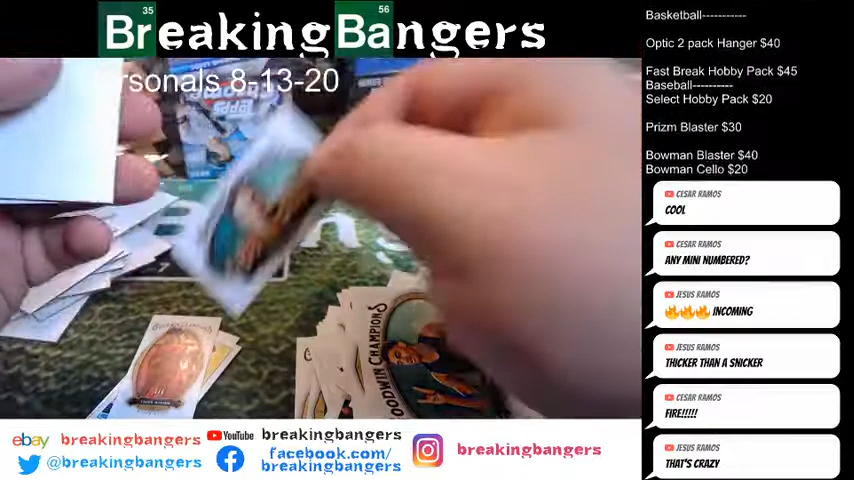 35
56
BreakingBangers
rsonals 8-13-20
Basketball-----------
Optic 2 pack Hanger $40
Fast Break Hobby Pack $45
Baseball----------
Select Hobby Pack $20
Prizm Blaster $30
Bowman Blaster $40
Bowman Cello $20
CESAR RAMOS
COOL
CESAR RAMOS
ANY MINI NUMBERED?
JESUS RAMOS
🔥🔥🔥 INCOMING
JESUS RAMOS
THICKER THAN A SNICKER
CESAR RAMOS
FIRE!!!!!
JESUS RAMOS
THAT'S CRAZY
GOODWIN CHAMPIONS
ebay breakingbangers
YouTube breakingbangers
@breakingbangers
facebook.com/
breakingbangers
breakingbangers